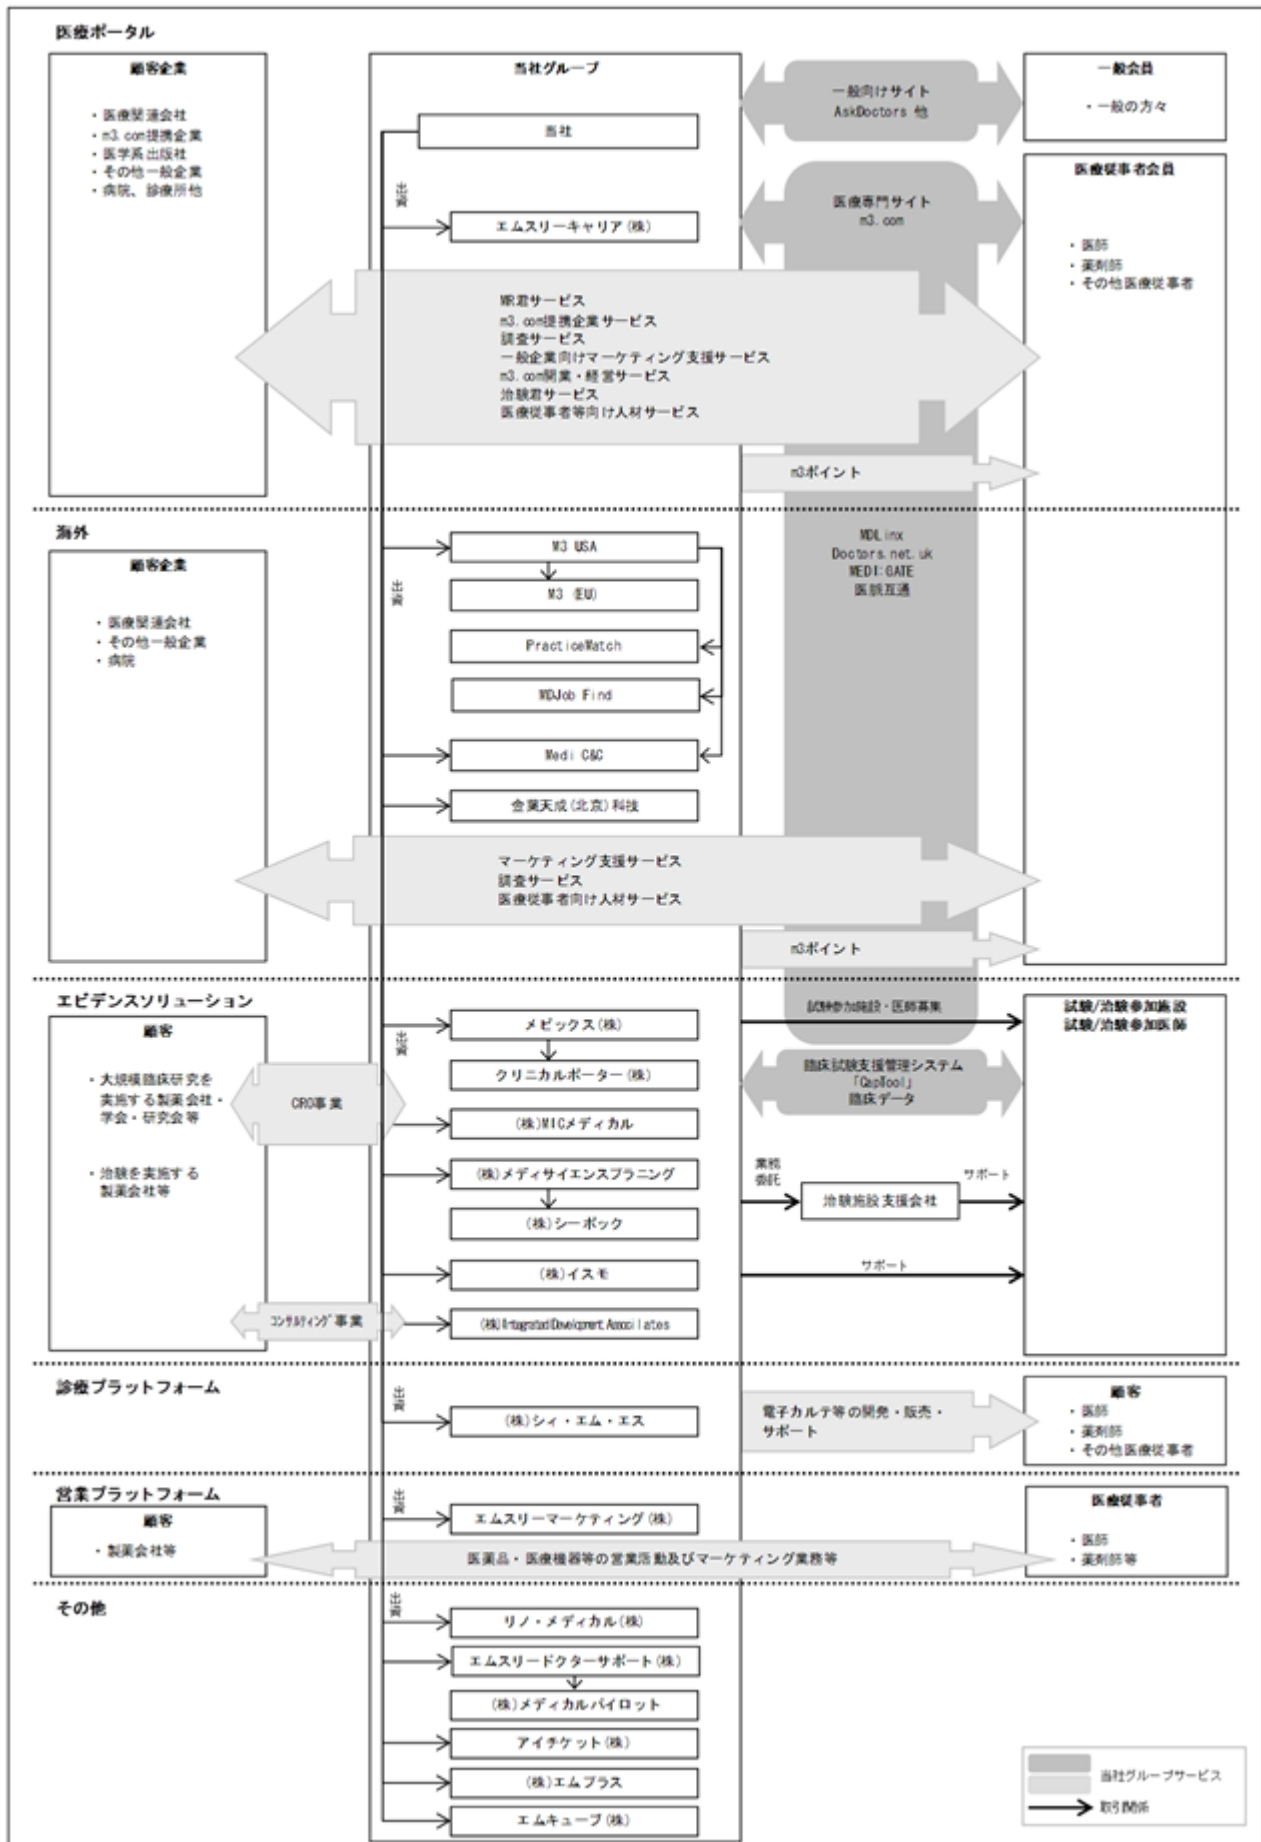 医療ポータル
顧客企業
・医療関連会社
・m3.com提携企業
・医学系出版社
・その他一般企業
・病院、診療所他
当社グループ
当社
出資
エムスリーキャリア(株)
一般向けサイト
AskDoctors 他
一般会員
・一般の方々
医療専門サイト
m3.com
医療従事者会員
・医師
・薬剤師
・その他医療従事者
MR君サービス
m3.com提携企業サービス
調査サービス
一般企業向けマーケティング支援サービス
m3.com開業・経営サービス
治験君サービス
医療従事者等向け人材サービス
m3ポイント
海外
顧客企業
・医療関連会社
・その他一般企業
・病院
出資
M3 USA
M3 (EU)
PracticeMatch
MDJob Find
Medi C&C
金葉天成(北京)科技
MDLinx
Doctors.net.uk
MEDI:GATE
医脈互通
マーケティング支援サービス
調査サービス
医療従事者向け人材サービス
m3ポイント
エビデンスソリューション
顧客
・大規模臨床研究を
実施する製薬会社・
学会・研究会等
・治験を実施する
製薬会社等
CRO事業
コンサルティング事業
出資
メビックス(株)
クリニカルポーター(株)
(株)MICメディカル
(株)メディサイエンスプラニング
(株)シーボック
(株)イスモ
(株)Integrated Development Associates
試験参加施設・医師募集
臨床試験支援管理システム
「CapTool」
臨床データ
業務
委託
治験施設支援会社
サポート
サポート
試験/治験参加施設
試験/治験参加医師
診療プラットフォーム
出資
(株)シィ・エム・エス
電子カルテ等の開発・販売・
サポート
顧客
・医師
・薬剤師
・その他医療従事者
営業プラットフォーム
顧客
・製薬会社等
出資
エムスリーマーケティング(株)
医薬品・医療機器等の営業活動及びマーケティング業務等
医療従事者
・医師
・薬剤師等
その他
出資
リノ・メディカル(株)
エムスリードクターサポート(株)
(株)メディカルパイロット
アイチケット(株)
(株)エムプラス
エムキューブ(株)
当社グループサービス
取引関係